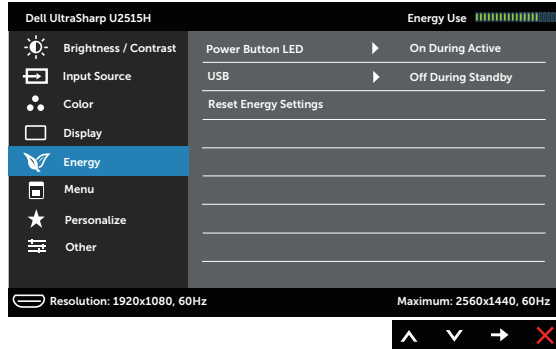 Dell UltraSharp U2515H Energy Use
Brightness / Contrast Power Button LED On During Active
Input Source USB Off During Standby
Color Reset Energy Settings
Display
Energy
Menu
Personalize
Other
Resolution: 1920x1080, 60Hz Maximum: 2560x1440, 60Hz